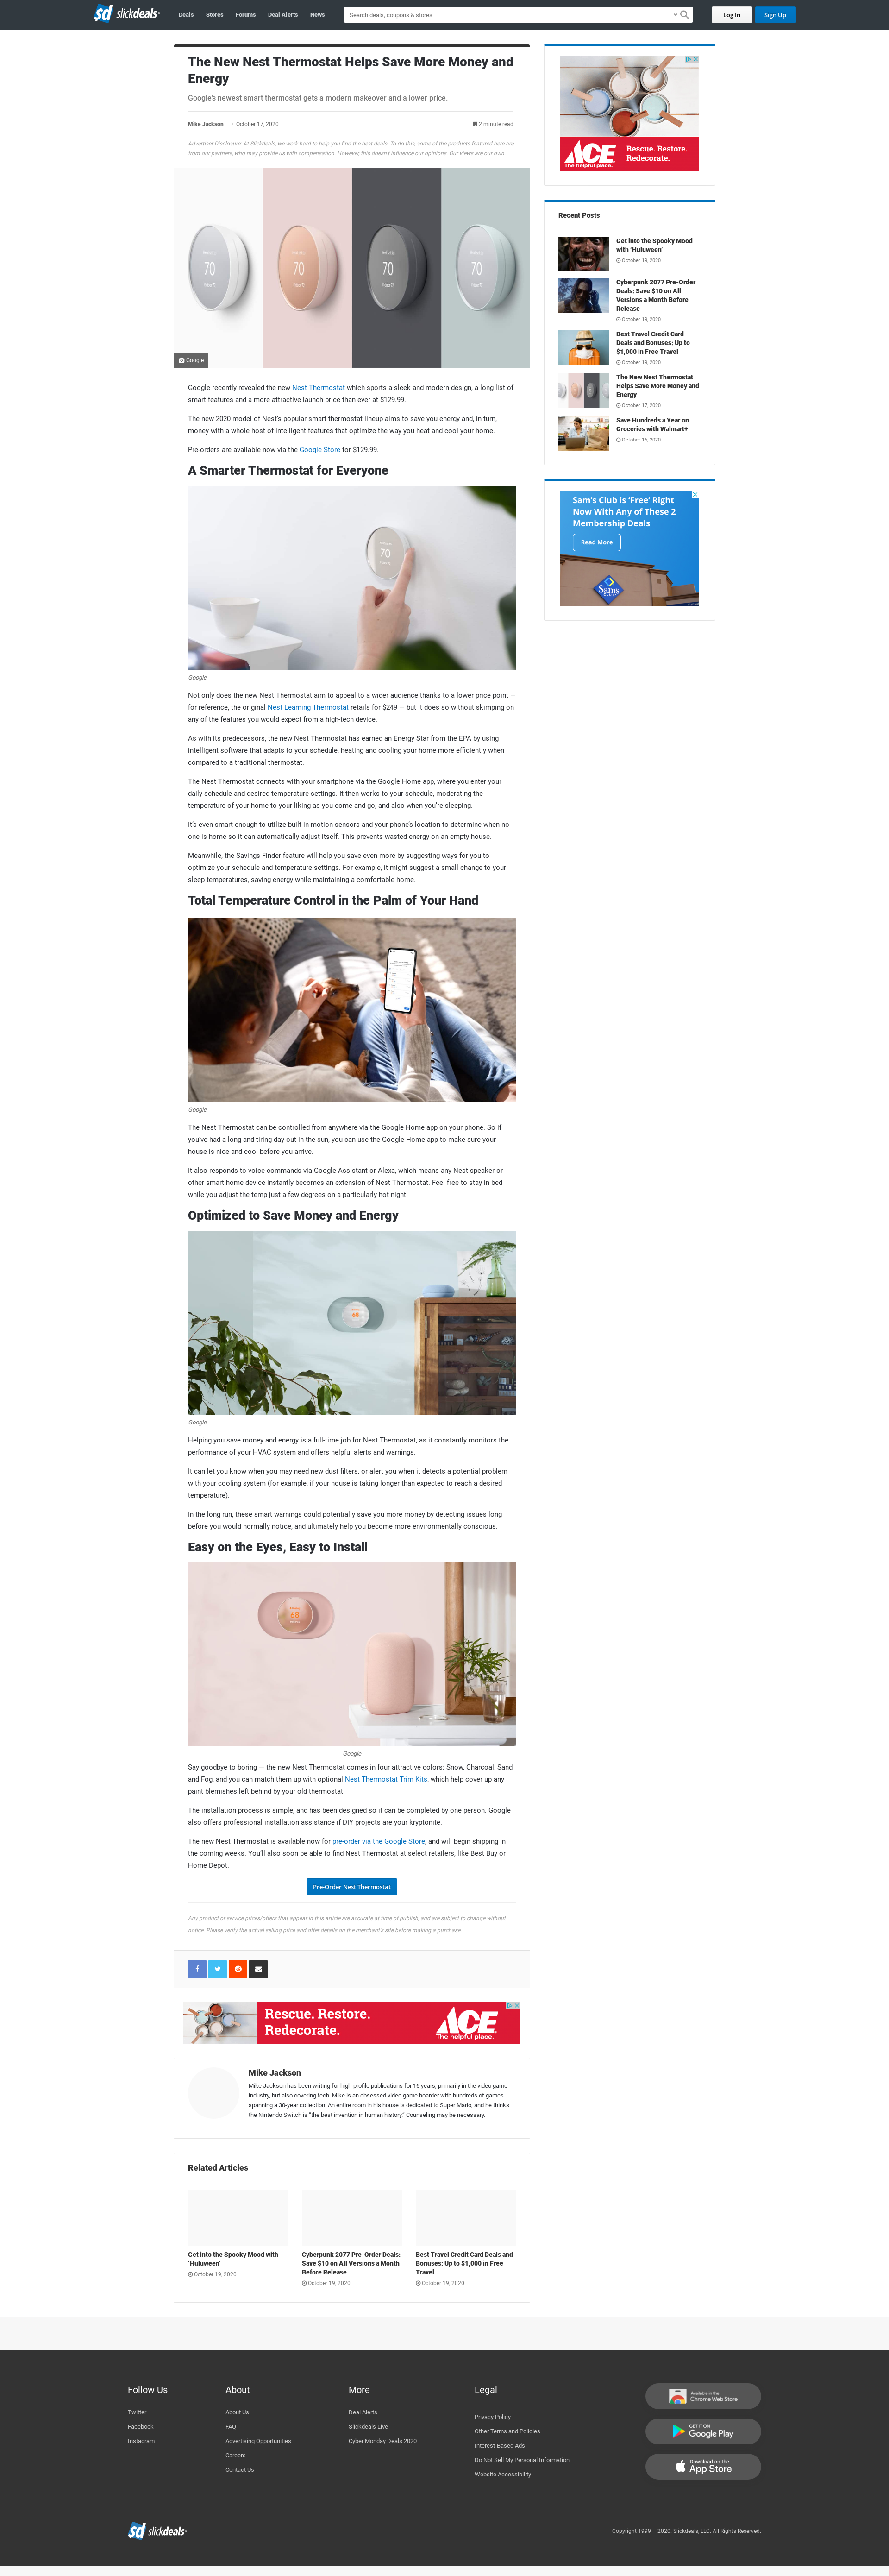 slickdeals
Deals
Stores
Forums
Deal Alerts
News
Search deals, coupons & stores
Log In
Sign Up
The New Nest Thermostat Helps Save More Money and
Energy
Google's newest smart thermostat gets a modern makeover and a lower price.
Mike Jackson · October 17, 2020
2 minute read
Advertiser Disclosure: At Slickdeals, we work hard to help you find the best deals. To do this, some of the products featured here are
from our partners, who may provide us with compensation. However, this doesn't influence our opinions. Our views are our own.
70
70
70
70
Google
Google recently revealed the new Nest Thermostat which sports a sleek and modern design, a long list of
smart features and a more attractive launch price than ever at $129.99.
The new 2020 model of Nest's popular smart thermostat lineup aims to save you energy and, in turn,
money with a whole host of intelligent features that optimize the way you heat and cool your home.
Pre-orders are available now via the Google Store for $129.99.
A Smarter Thermostat for Everyone
70
Google
Not only does the new Nest Thermostat aim to appeal to a wider audience thanks to a lower price point —
for reference, the original Nest Learning Thermostat retails for $249 — but it does so without skimping on
any of the features you would expect from a high-tech device.
As with its predecessors, the new Nest Thermostat has earned an Energy Star from the EPA by using
intelligent software that adapts to your schedule, heating and cooling your home more efficiently when
compared to a traditional thermostat.
The Nest Thermostat connects with your smartphone via the Google Home app, where you enter your
daily schedule and desired temperature settings. It then works to your schedule, moderating the
temperature of your home to your liking as you come and go, and also when you're sleeping.
It's even smart enough to utilize built-in motion sensors and your phone's location to determine when no
one is home so it can automatically adjust itself. This prevents wasted energy on an empty house.
Meanwhile, the Savings Finder feature will help you save even more by suggesting ways for you to
optimize your schedule and temperature settings. For example, it might suggest a small change to your
sleep temperatures, saving energy while maintaining a comfortable home.
Total Temperature Control in the Palm of Your Hand
Google
The Nest Thermostat can be controlled from anywhere via the Google Home app on your phone. So if
you've had a long and tiring day out in the sun, you can use the Google Home app to make sure your
house is nice and cool before you arrive.
It also responds to voice commands via Google Assistant or Alexa, which means any Nest speaker or
other smart home device instantly becomes an extension of Nest Thermostat. Feel free to stay in bed
while you adjust the temp just a few degrees on a particularly hot night.
Optimized to Save Money and Energy
68
Google
Helping you save money and energy is a full-time job for Nest Thermostat, as it constantly monitors the
performance of your HVAC system and offers helpful alerts and warnings.
It can let you know when you may need new dust filters, or alert you when it detects a potential problem
with your cooling system (for example, if your house is taking longer than expected to reach a desired
temperature).
In the long run, these smart warnings could potentially save you more money by detecting issues long
before you would normally notice, and ultimately help you become more environmentally conscious.
Easy on the Eyes, Easy to Install
68
Google
Say goodbye to boring — the new Nest Thermostat comes in four attractive colors: Snow, Charcoal, Sand
and Fog, and you can match them up with optional Nest Thermostat Trim Kits, which help cover up any
paint blemishes left behind by your old thermostat.
The installation process is simple, and has been designed so it can be completed by one person. Google
also offers professional installation assistance if DIY projects are your kryptonite.
The new Nest Thermostat is available now for pre-order via the Google Store, and will begin shipping in
the coming weeks. You'll also soon be able to find Nest Thermostat at select retailers, like Best Buy or
Home Depot.
Pre-Order Nest Thermostat
Any product or service prices/offers that appear in this article are accurate at time of publish, and are subject to change without
notice. Please verify the actual selling price and offer details on the merchant's site before making a purchase.
Rescue. Restore.
Redecorate.
ACE
The helpful place.
Mike Jackson
Mike Jackson has been writing for high-profile publications for 16 years, primarily in the video game
industry, but also covering tech. Mike is an obsessed video game hoarder with hundreds of games
spanning a 30-year collection. An entire room in his house is dedicated to Super Mario, and he thinks
the Nintendo Switch is "the best invention in human history." Counseling may be necessary.
Related Articles
Get into the Spooky Mood with
'Huluween'
October 19, 2020
Cyberpunk 2077 Pre-Order Deals:
Save $10 on All Versions a Month
Before Release
October 19, 2020
Best Travel Credit Card Deals and
Bonuses: Up to $1,000 in Free
Travel
October 19, 2020
ACE
The helpful place.
Rescue. Restore.
Redecorate.
Recent Posts
Get into the Spooky Mood
with 'Huluween'
October 19, 2020
Cyberpunk 2077 Pre-Order
Deals: Save $10 on All
Versions a Month Before
Release
October 19, 2020
Best Travel Credit Card
Deals and Bonuses: Up to
$1,000 in Free Travel
October 19, 2020
The New Nest Thermostat
Helps Save More Money and
Energy
October 17, 2020
Save Hundreds a Year on
Groceries with Walmart+
October 16, 2020
Sam's Club is 'Free' Right
Now With Any of These 2
Membership Deals
Read More
Sams
Follow Us
Twitter
Facebook
Instagram
About
About Us
FAQ
Advertising Opportunities
Careers
Contact Us
More
Deal Alerts
Slickdeals Live
Cyber Monday Deals 2020
Legal
Privacy Policy
Other Terms and Policies
Interest-Based Ads
Do Not Sell My Personal Information
Website Accessibility
Available in the
Chrome Web Store
GET IT ON
Google Play
Download on the
App Store
slickdeals
Copyright 1999 – 2020. Slickdeals, LLC. All Rights Reserved.